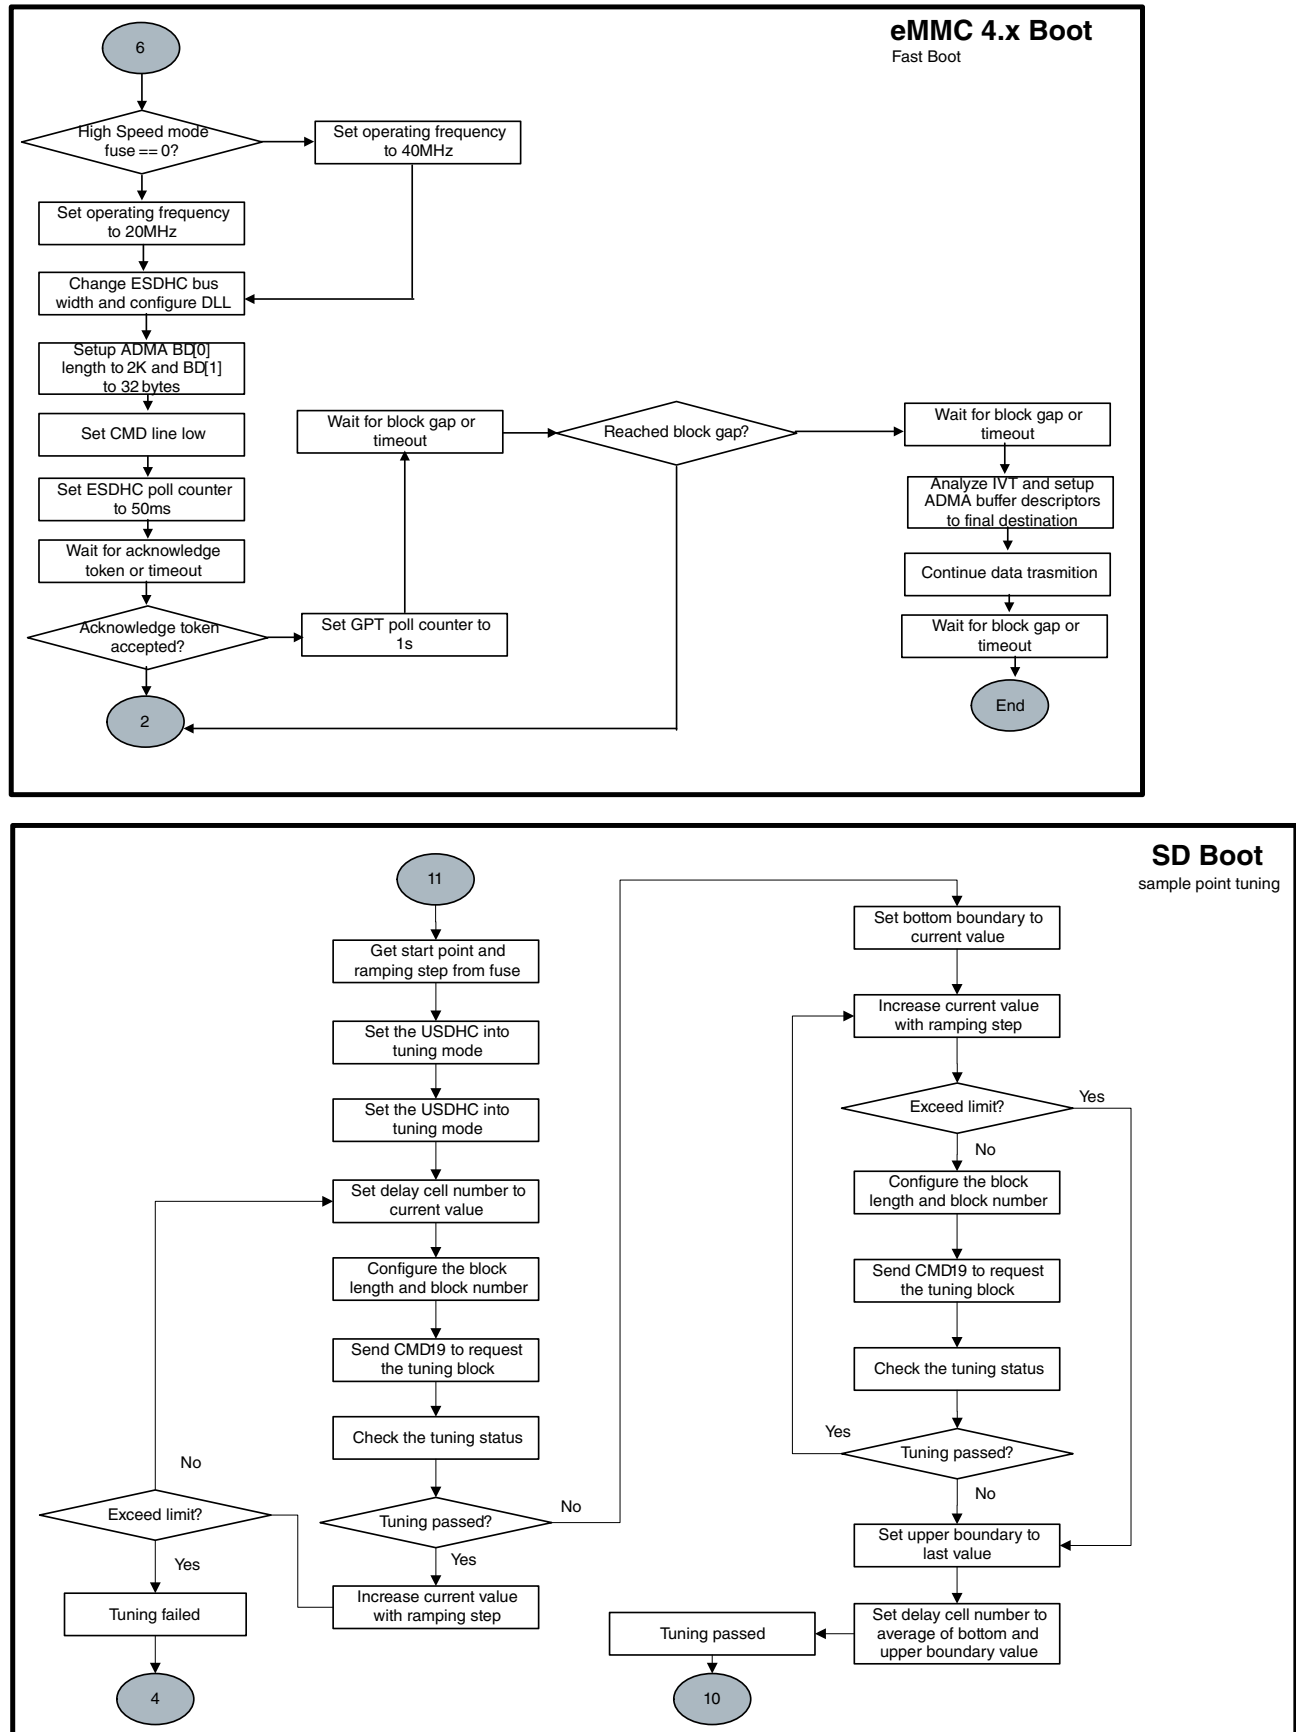 eMMC 4.x Boot
Fast Boot
6
High Speed mode
fuse == 0?
Set operating frequency
to 40MHz
Set operating frequency
to 20MHz
Change ESDHC bus
width and configure DLL
Setup ADMA BD[0]
length to 2K and BD[1]
to 32 bytes
Set CMD line low
Set ESDHC poll counter
to 50ms
Wait for acknowledge
token or timeout
Acknowledge token
accepted?
2
Set GPT poll counter to
1s
Wait for block gap or
timeout
Reached block gap?
Wait for block gap or
timeout
Analyze IVT and setup
ADMA buffer descriptors
to final destination
Continue data trasmition
Wait for block gap or
timeout
End
SD Boot
sample point tuning
11
Get start point and
ramping step from fuse
Set the USDHC into
tuning mode
Set the USDHC into
tuning mode
Set delay cell number to
current value
Configure the block
length and block number
Send CMD19 to request
the tuning block
Check the tuning status
Tuning passed?
No
Yes
Increase current value
with ramping step
No
Exceed limit?
Yes
Tuning failed
4
Set bottom boundary to
current value
Increase current value
with ramping step
Exceed limit?
Yes
No
Configure the block
length and block number
Send CMD19 to request
the tuning block
Check the tuning status
Yes
Tuning passed?
No
Set upper boundary to
last value
Set delay cell number to
average of bottom and
upper boundary value
Tuning passed
10